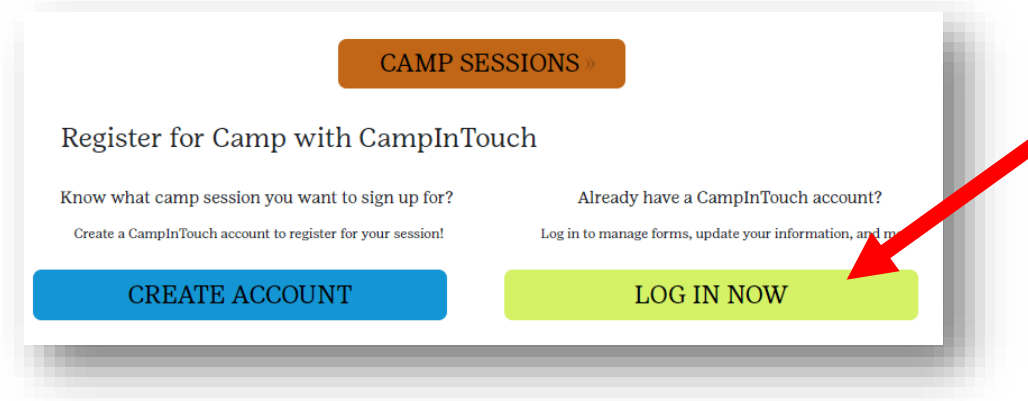 CAMP SESSIONS »
Register for Camp with CampInTouch
Know what camp session you want to sign up for?
Already have a CampInTouch account?
Create a CampInTouch account to register for your session!
Log in to manage forms, update your information, and
CREATE ACCOUNT
LOG IN NOW